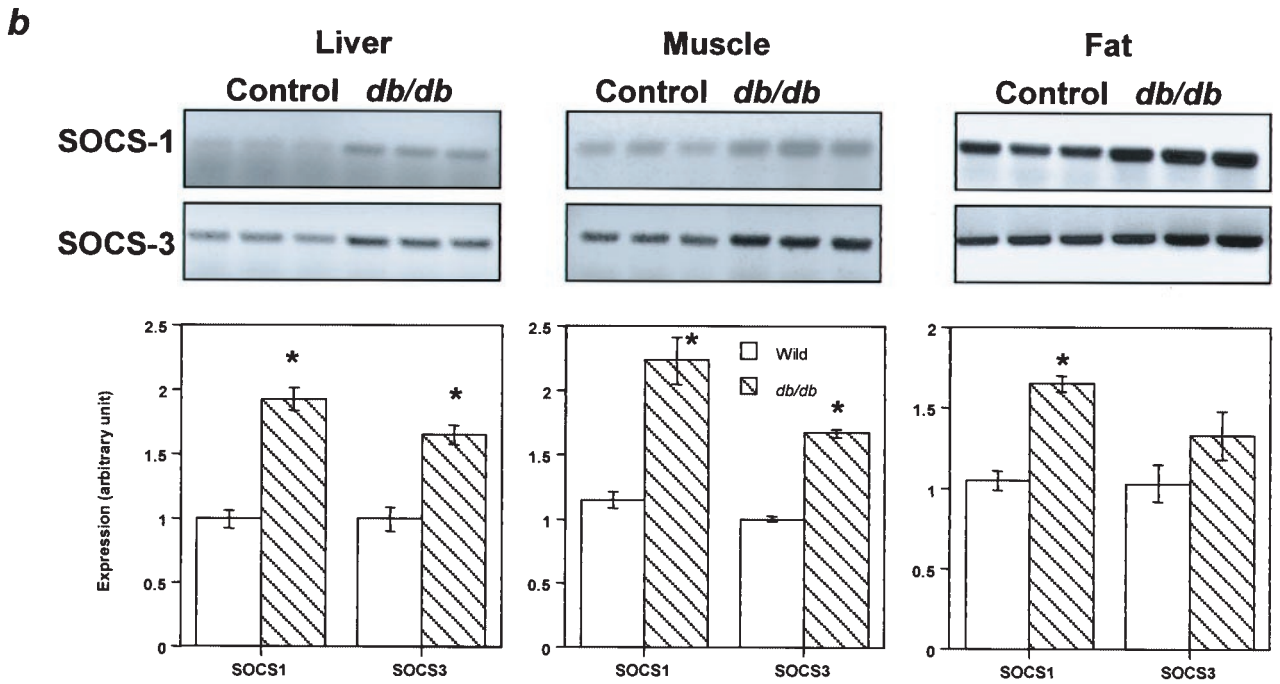 b
Liver Muscle Fat
Control db/db Control db/db Control db/db
SOCS-1
SOCS-3
Expression (arbitrary unit)
2.5
2
1.5
1
0.5
0
*
*
SOCS1 SOCS3
2.5
2
1.5
1
0.5
0
*
*
Wild
db/db
SOCS1 SOCS3
2
1.5
1
0.5
0
*
SOCS1 SOCS3